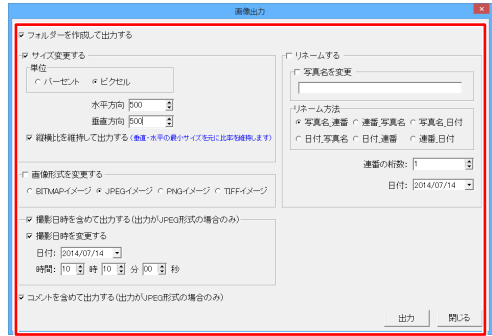 画像出力
フォルダーを作成して出力する
サイズ変更する
単位
パーセント ピクセル
水平方向 500
垂直方向 500
縦横比を維持して出力する(垂直・水平の最小サイズを元に比率を維持します)
画像形式を変更する
BITMAPイメージ JPEGイメージ PNGイメージ TIFFイメージ
撮影日時を含めて出力する(出力がJPEG形式の場合のみ)
撮影日時を変更する
日付: 2014/07/14
時間: 10 時 10 分 00 秒
コメントを含めて出力する(出力がJPEG形式の場合のみ)
リネームする
写真名を変更
リネーム方法
写真名_連番 連番_写真名 写真名_日付
日付_写真名 日付_連番 連番_日付
連番の桁数: 1
日付: 2014/07/14
出力 閉じる